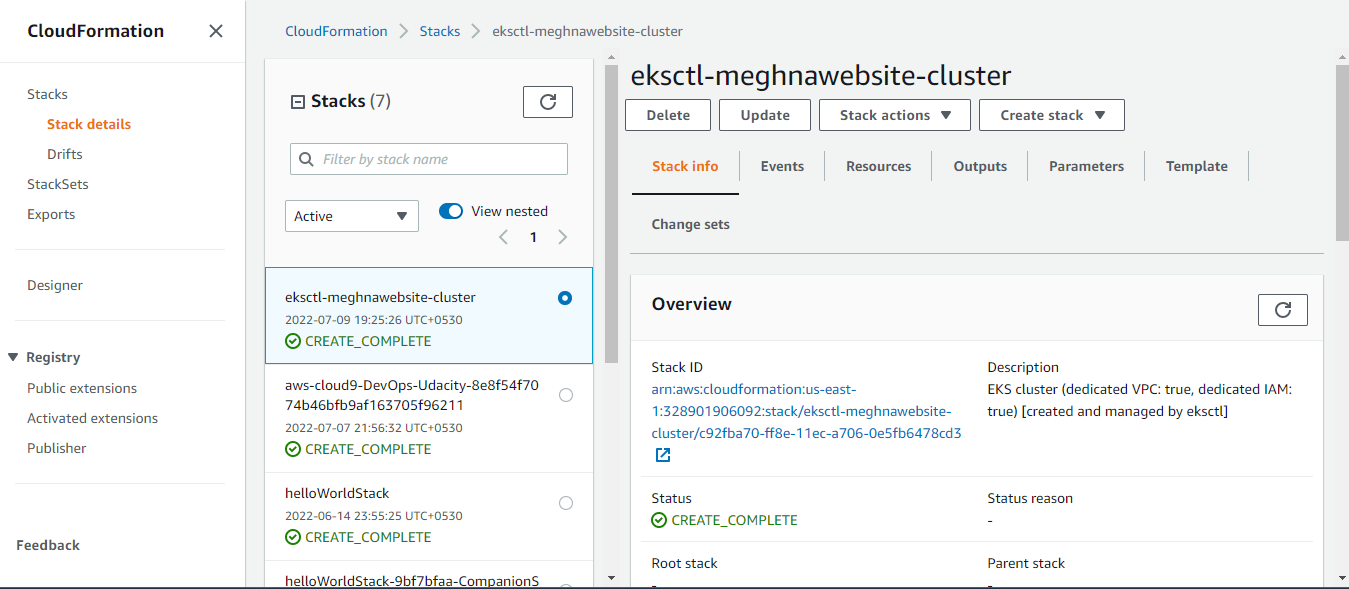 CloudFormation
Stacks
Stack details
Drifts
StackSets
Exports
Designer
Registry
Public extensions
Activated extensions
Publisher
Feedback
CloudFormation > Stacks > eksctl-meghnawebsite-cluster
Stacks (7)
Filter by stack name
Active
View nested
1
eksctl-meghnawebsite-cluster
2022-07-09 19:25:26 UTC+0530
CREATE_COMPLETE
aws-cloud9-DevOps-Udacity-8e8f54f70
74b46bfb9af163705f96211
2022-07-07 21:56:32 UTC+0530
CREATE_COMPLETE
helloWorldStack
2022-06-14 23:55:25 UTC+0530
CREATE_COMPLETE
helloWorldStack-9bf7bfaa-CompanionS
eksctl-meghnawebsite-cluster
Delete Update Stack actions Create stack
Stack info Events Resources Outputs Parameters Template
Change sets
Overview
Stack ID
arn:aws:cloudformation:us-east-
1:328901906092:stack/eksctl-meghnawebsite-
cluster/c92fba70-ff8e-11ec-a706-0e5fb6478cd3
Description
EKS cluster (dedicated VPC: true, dedicated IAM:
true) [created and managed by eksctl]
Status
CREATE_COMPLETE
Status reason
-
Root stack
-
Parent stack
-